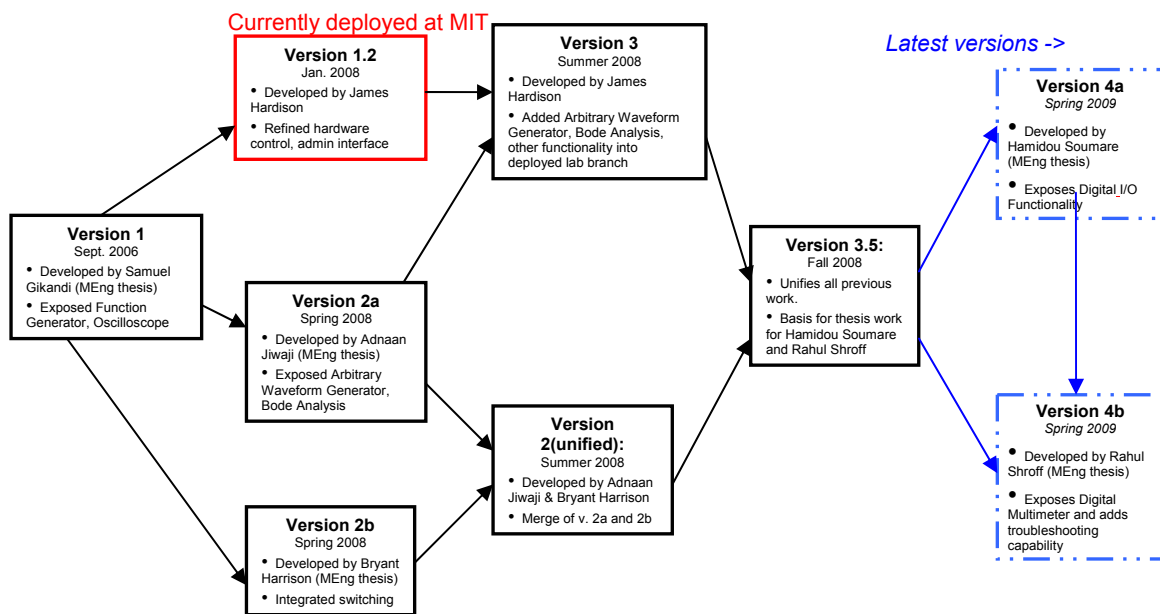 Currently deployed at MIT
Version 1.2
Jan. 2008
• Developed by James
Hardison
• Refined hardware
control, admin interface
Version 3
Summer 2008
• Developed by James
Hardison
• Added Arbitrary Waveform
Generator, Bode Analysis,
other functionality into
deployed lab branch
Latest versions ->
Version 4a
Spring 2009
• Developed by
Hamidou Soumare
(MEng thesis)
• Exposes Digital I/O
Functionality
Version 1
Sept. 2006
• Developed by Samuel
Gikandi (MEng thesis)
• Exposed Function
Generator, Oscilloscope
Version 2a
Spring 2008
• Developed by Adnaan
Jiwaji (MEng thesis)
• Exposed Arbitrary
Waveform Generator,
Bode Analysis
Version 3.5:
Fall 2008
• Unifies all previous
work.
• Basis for thesis work
for Hamidou Soumare
and Rahul Shroff
Version
2(unified):
Summer 2008
• Developed by Adnaan
Jiwaji & Bryant Harrison
• Merge of v. 2a and 2b
Version 4b
Spring 2009
• Developed by Rahul
Shroff (MEng thesis)
• Exposes Digital
Multimeter and adds
troubleshooting
capability
Version 2b
Spring 2008
• Developed by Bryant
Harrison (MEng thesis)
• Integrated switching